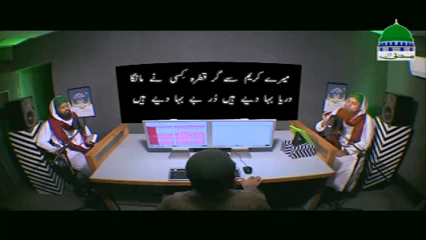 میرے کریم سے گر قطرہ کسی نے مانگا
دریا بہا دیے ہیں دُر بے بہا دیے ہیں